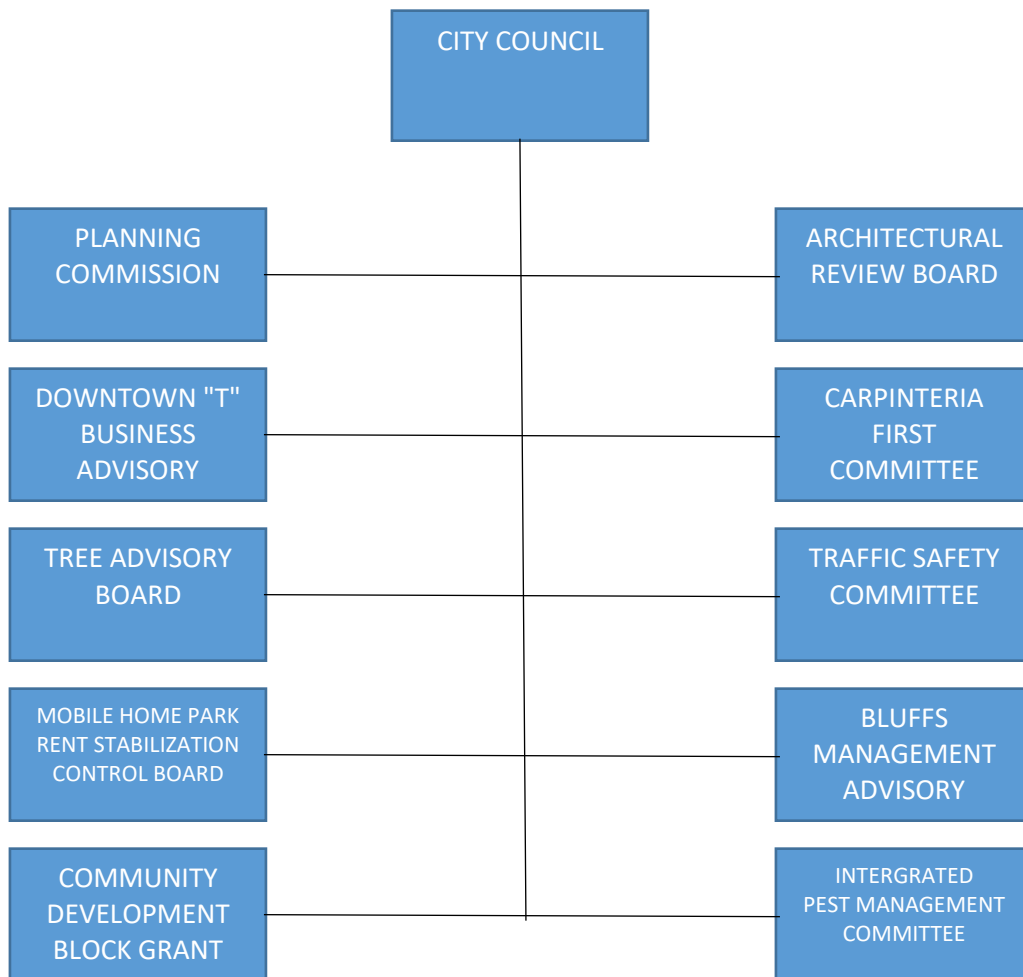 CITY COUNCIL
PLANNING
COMMISSION
ARCHITECTURAL
REVIEW BOARD
DOWNTOWN "T"
BUSINESS
ADVISORY
CARPINTERIA
FIRST
COMMITTEE
TREE ADVISORY
BOARD
TRAFFIC SAFETY
COMMITTEE
MOBILE HOME PARK
RENT STABILIZATION
CONTROL BOARD
BLUFFS
MANAGEMENT
ADVISORY
COMMUNITY
DEVELOPMENT
BLOCK GRANT
INTERGRATED
PEST MANAGEMENT
COMMITTEE